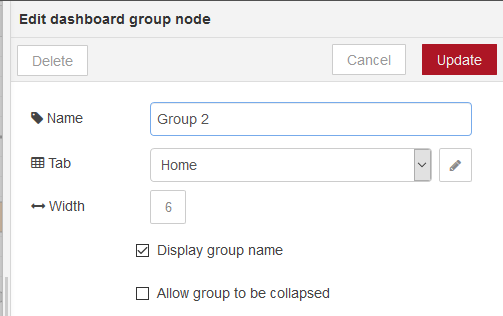 Edit dashboard group node
Delete Cancel Update
Name Group 2
Tab Home
Width 6
Display group name
Allow group to be collapsed